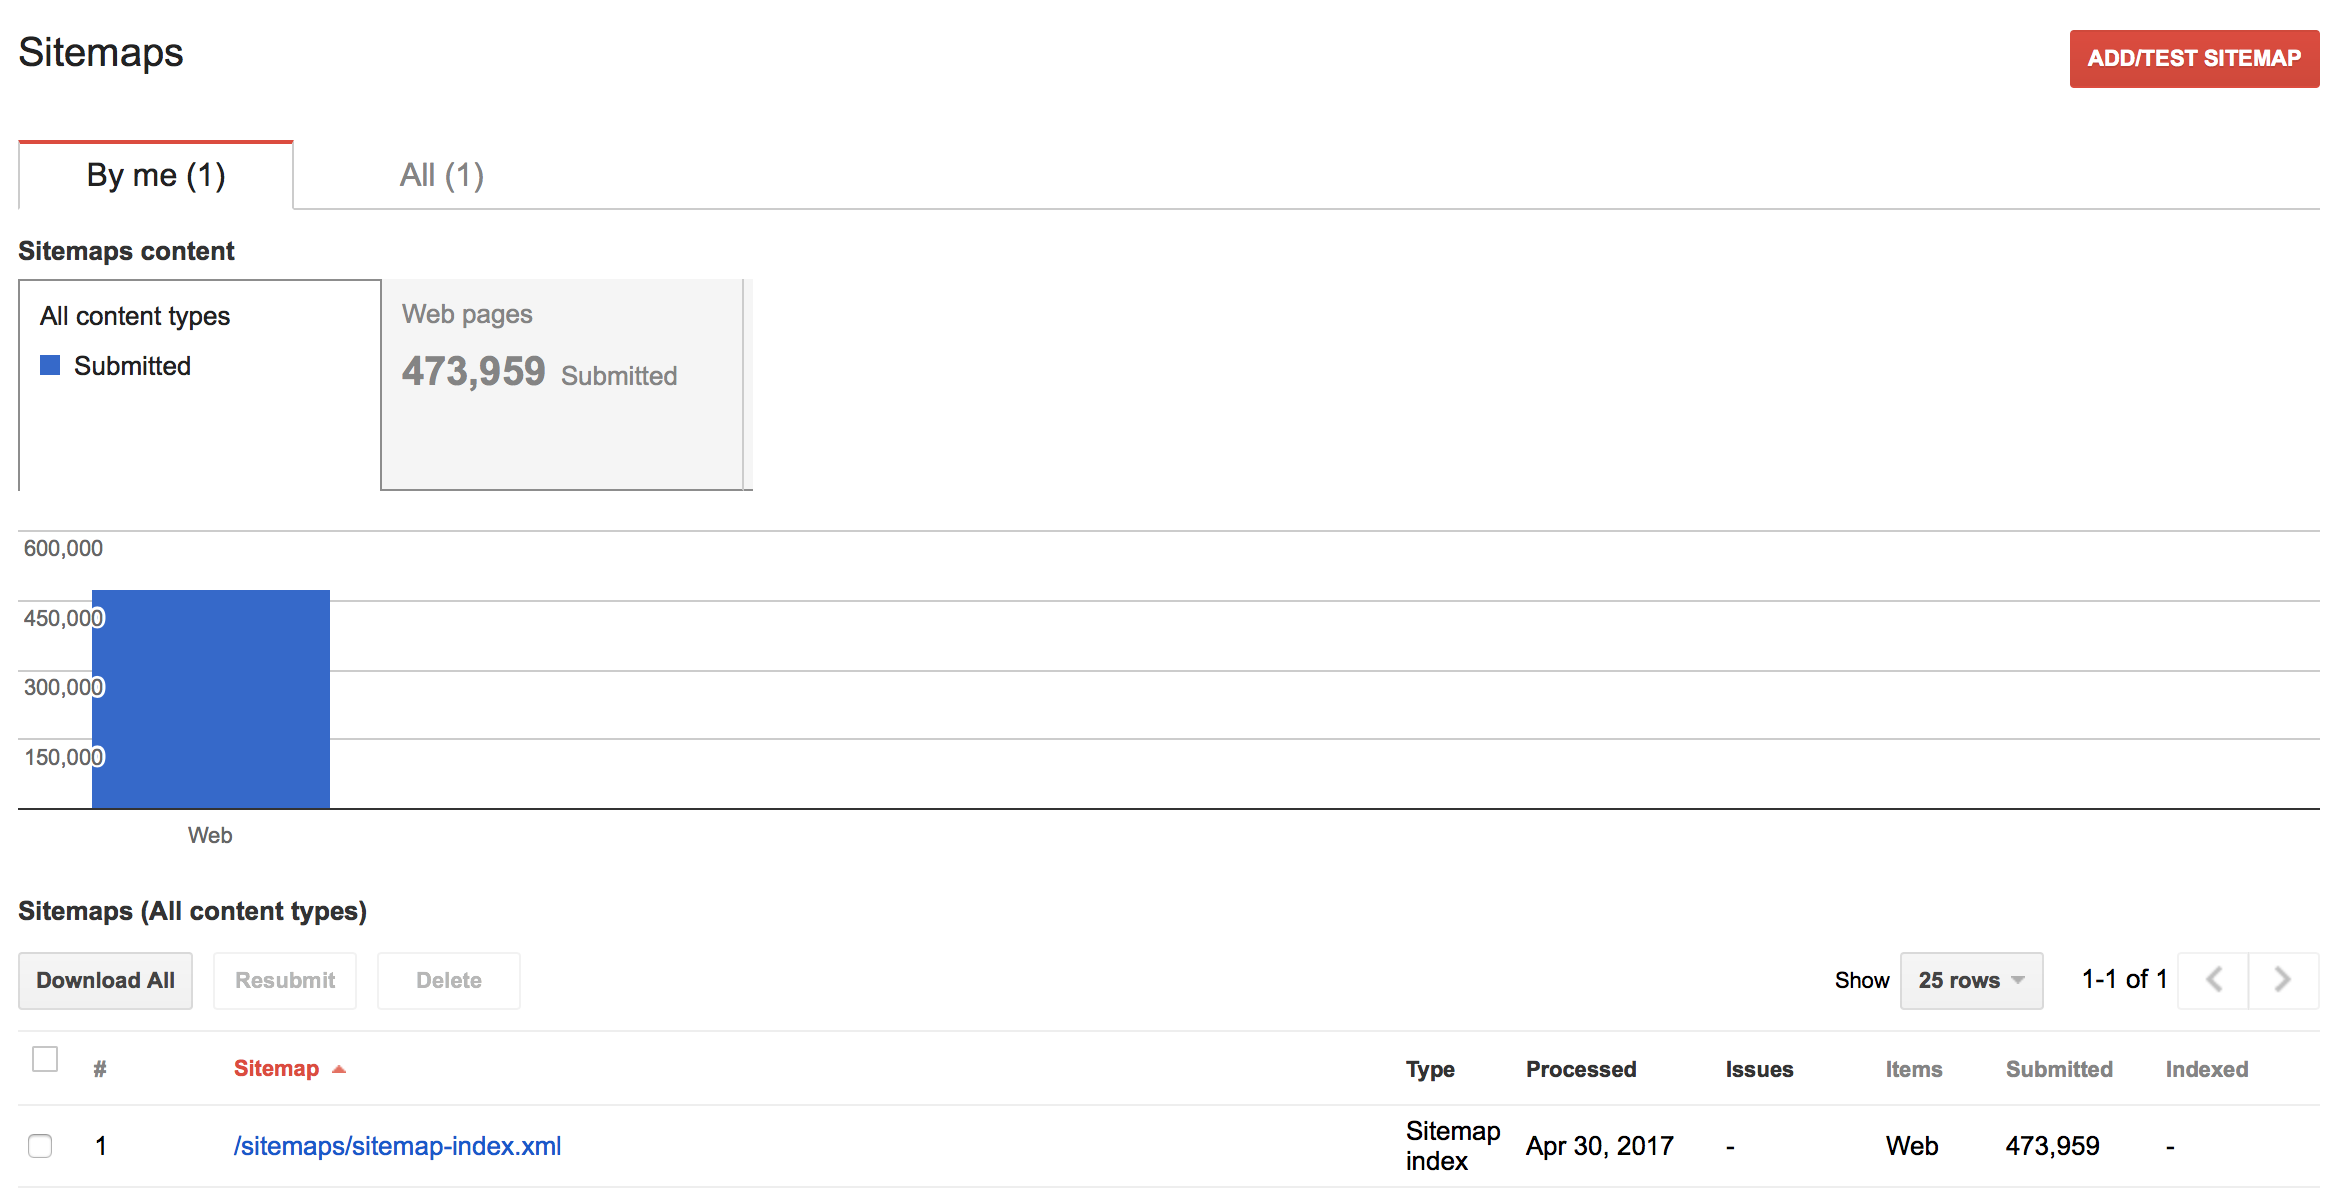 Sitemaps
ADD/TEST SITEMAP
By me (1)
All (1)
Sitemaps content
All content types
Submitted
Web pages
473,959 Submitted
600,000
450,000
300,000
150,000
Web
Sitemaps (All content types)
Download All
Resubmit
Delete
Show
25 rows
1-1 of 1
# Sitemap Type Processed Issues Items Submitted Indexed
1 /sitemaps/sitemap-index.xml Sitemap index Apr 30, 2017 - Web 473,959 -